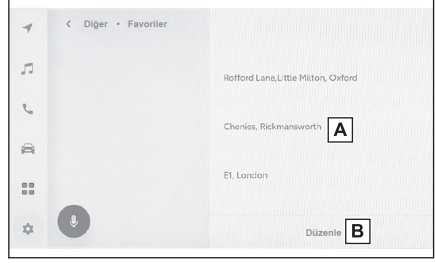 Diğer • Favoriler
Rofford Lane,Little Milton, Oxford
Chenies, Rickmansworth A
E1, London
Düzenle B